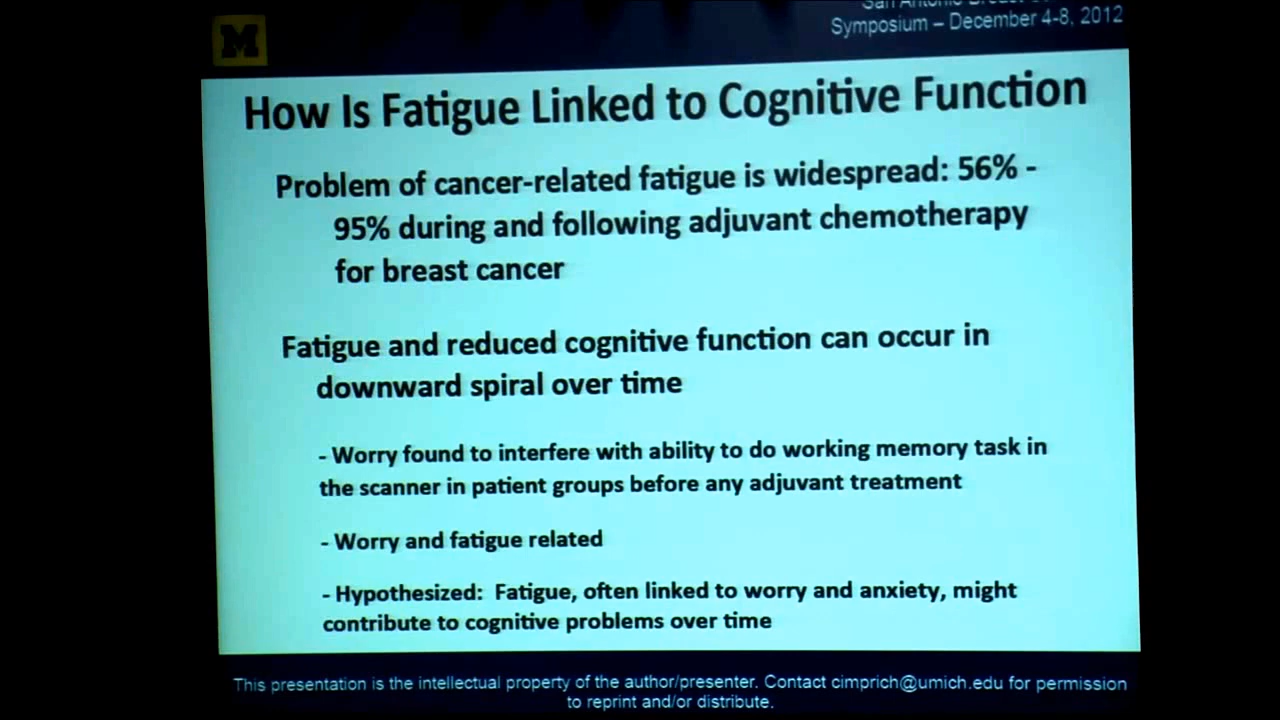 M
Symposium – December 4-8, 2012
How Is Fatigue Linked to Cognitive Function
Problem of cancer-related fatigue is widespread: 56% -
95% during and following adjuvant chemotherapy
for breast cancer
Fatigue and reduced cognitive function can occur in
downward spiral over time
- Worry found to interfere with ability to do working memory task in
the scanner in patient groups before any adjuvant treatment
- Worry and fatigue related
- Hypothesized: Fatigue, often linked to worry and anxiety, might
contribute to cognitive problems over time
This presentation is the intellectual property of the author/presenter. Contact cimprich@umich.edu for permission
to reprint and/or distribute.